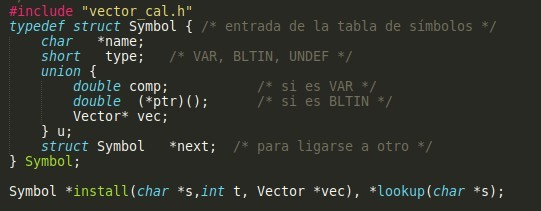 #include "vector_cal.h"
typedef struct Symbol { /* entrada de la tabla de símbolos */
    char   *name;
    short   type;   /* VAR, BLTIN, UNDEF */
    union {
        double comp;           /* si es VAR */
        double  (*ptr)();      /* si es BLTIN */
        Vector* vec;
    } u;
    struct Symbol   *next;  /* para ligarse a otro */
} Symbol;

Symbol *install(char *s,int t, Vector *vec), *lookup(char *s);